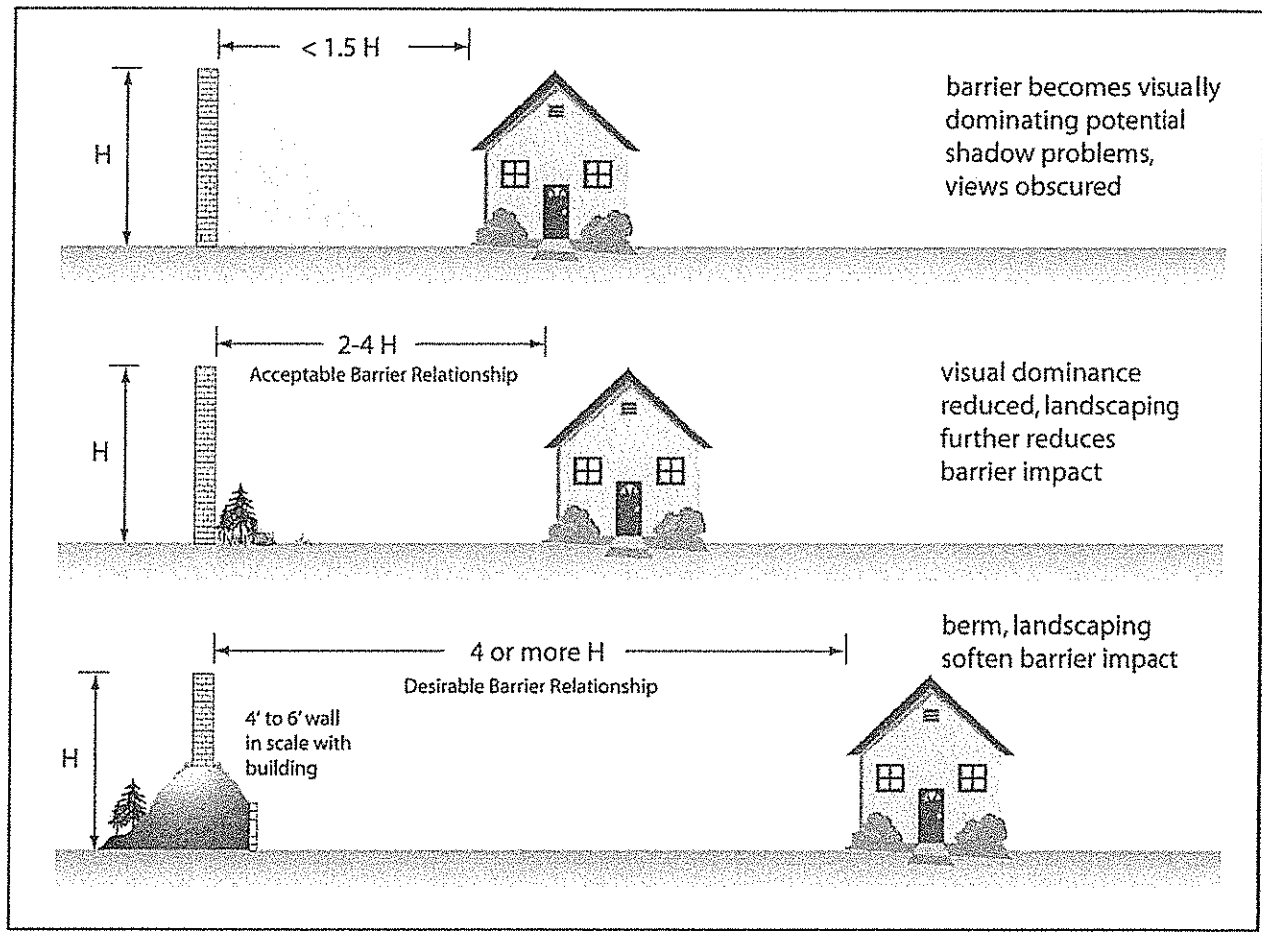 < 1.5 H
H
barrier becomes visually
dominating potential
shadow problems,
views obscured
2-4 H
Acceptable Barrier Relationship
H
visual dominance
reduced, landscaping
further reduces
barrier impact
4 or more H
Desirable Barrier Relationship
H
4' to 6' wall
in scale with
building
berm, landscaping
soften barrier impact